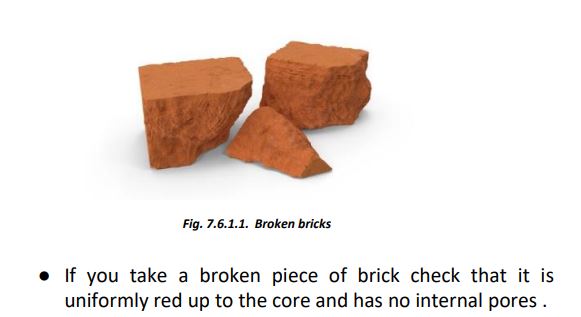 Fig. 7.6.1.1. Broken bricks
● If you take a broken piece of brick check that it is
uniformly red up to the core and has no internal pores .